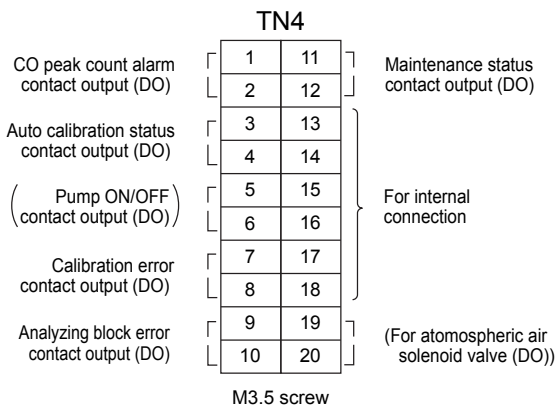 TN4
CO peak count alarm
contact output (DO)
1
11
2
12
Maintenance status
contact output (DO)
Auto calibration status
contact output (DO)
3
13
4
14
(Pump ON/OFF
contact output (DO))
5
15
6
16
For internal
connection
Calibration error
contact output (DO)
7
17
8
18
Analyzing block error
contact output (DO)
9
19
10
20
(For atomospheric air
solenoid valve (DO))
M3.5 screw